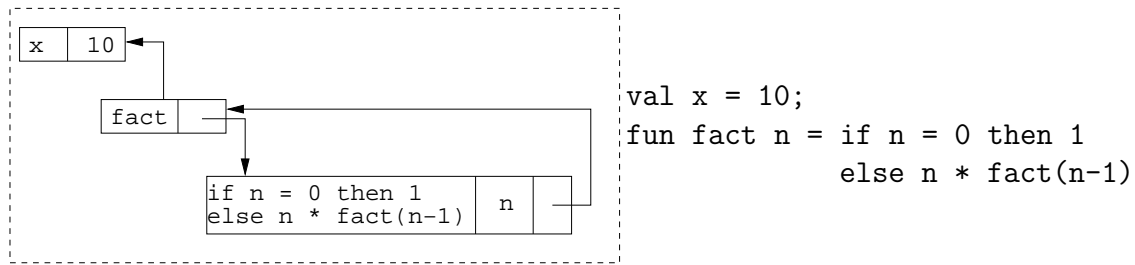 x 10
fact
if n = 0 then 1
else n * fact(n−1)
n
val x = 10;
fun fact n = if n = 0 then 1
else n * fact(n-1)